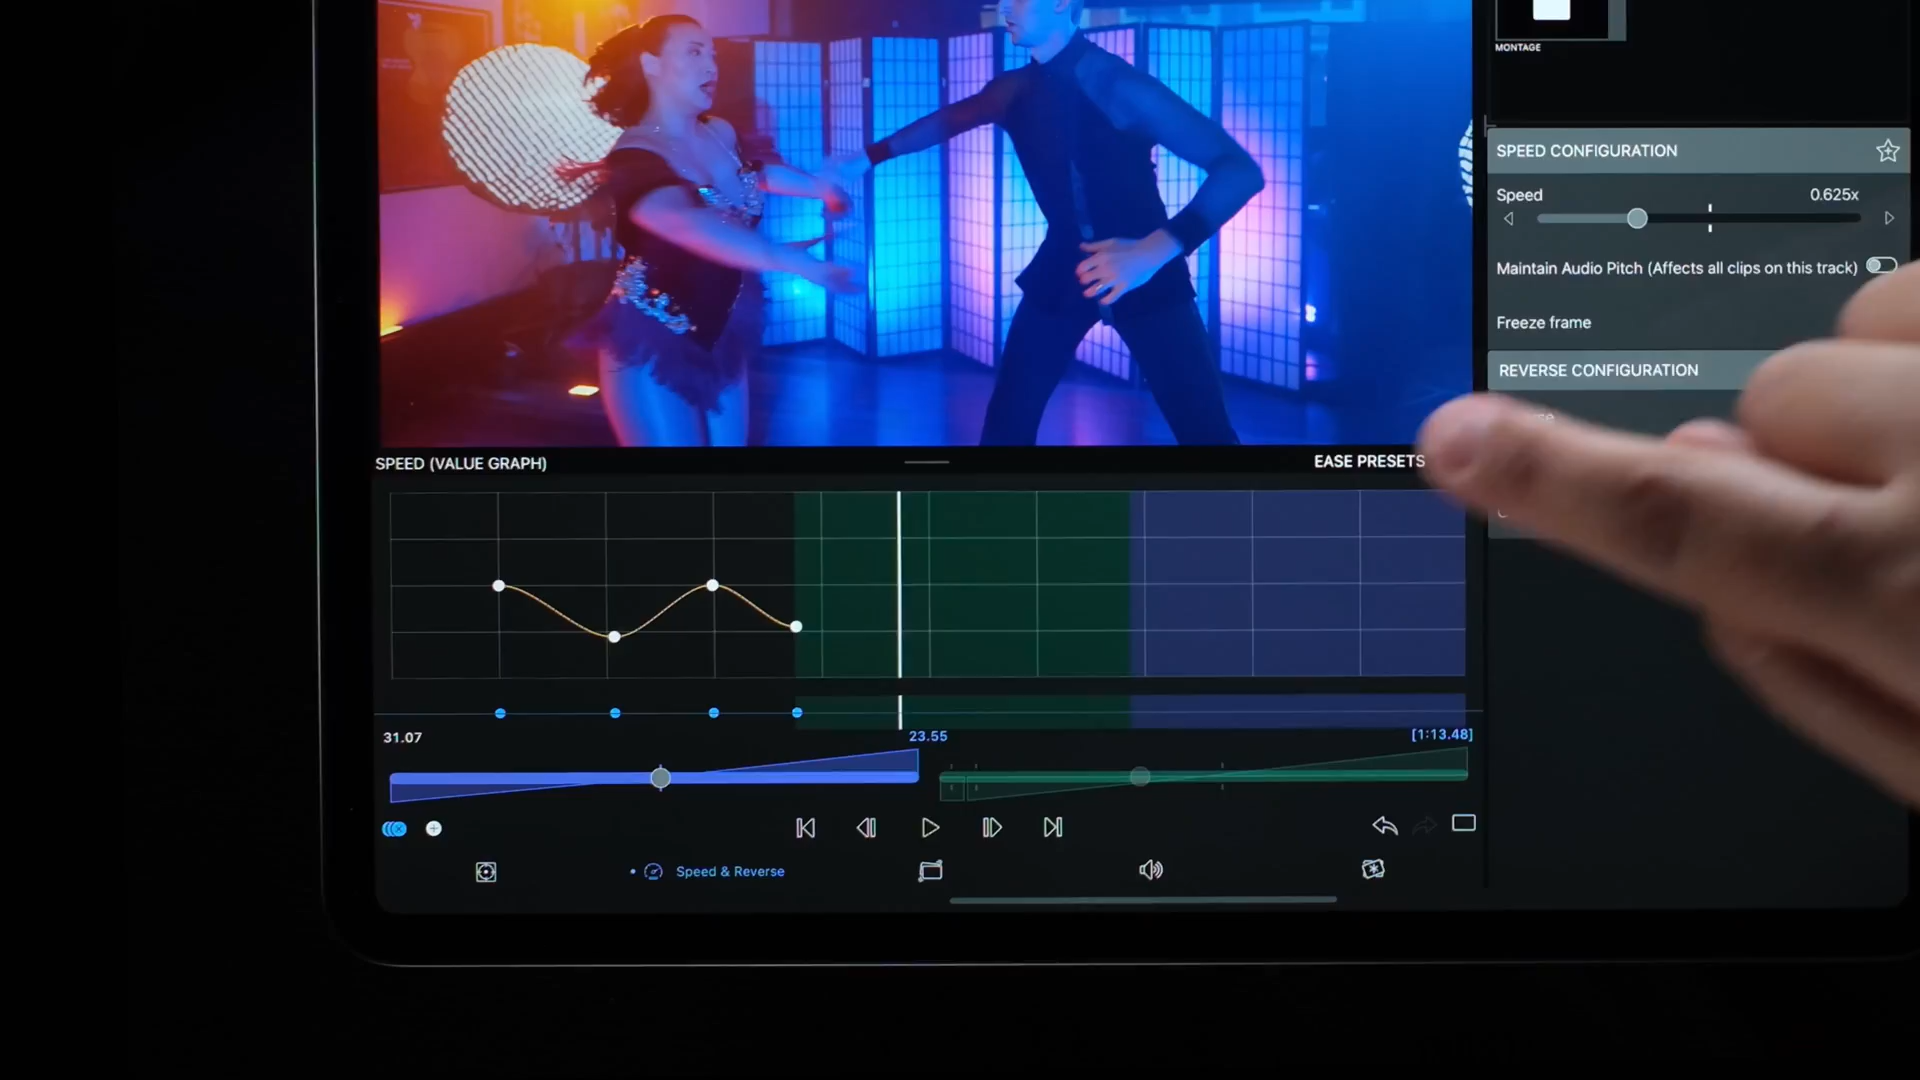 MONTAGE
SPEED CONFIGURATION
Speed 0.625x
Maintain Audio Pitch (Affects all clips on this track)
Freeze frame
REVERSE CONFIGURATION
SPEED (VALUE GRAPH) EASE PRESETS
31.07 23.55 [1:13.48]
Speed & Reverse